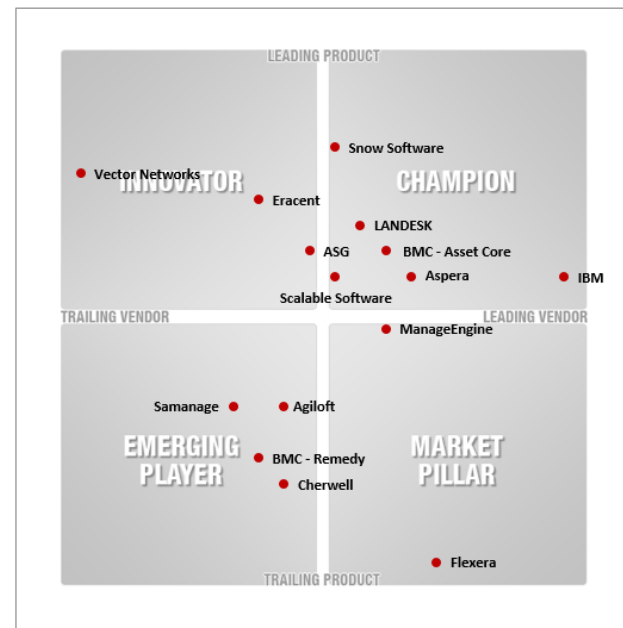 LEADING PRODUCT
Snow Software
Vector Networks
INNOVATOR
CHAMPION
Eracent
LANDESK
ASG
BMC - Asset Core
Aspera
IBM
Scalable Software
TRAILING VENDOR
LEADING VENDOR
ManageEngine
Samanage
Agiloft
EMERGING
PLAYER
MARKET
PILLAR
BMC - Remedy
Cherwell
Flexera
TRAILING PRODUCT